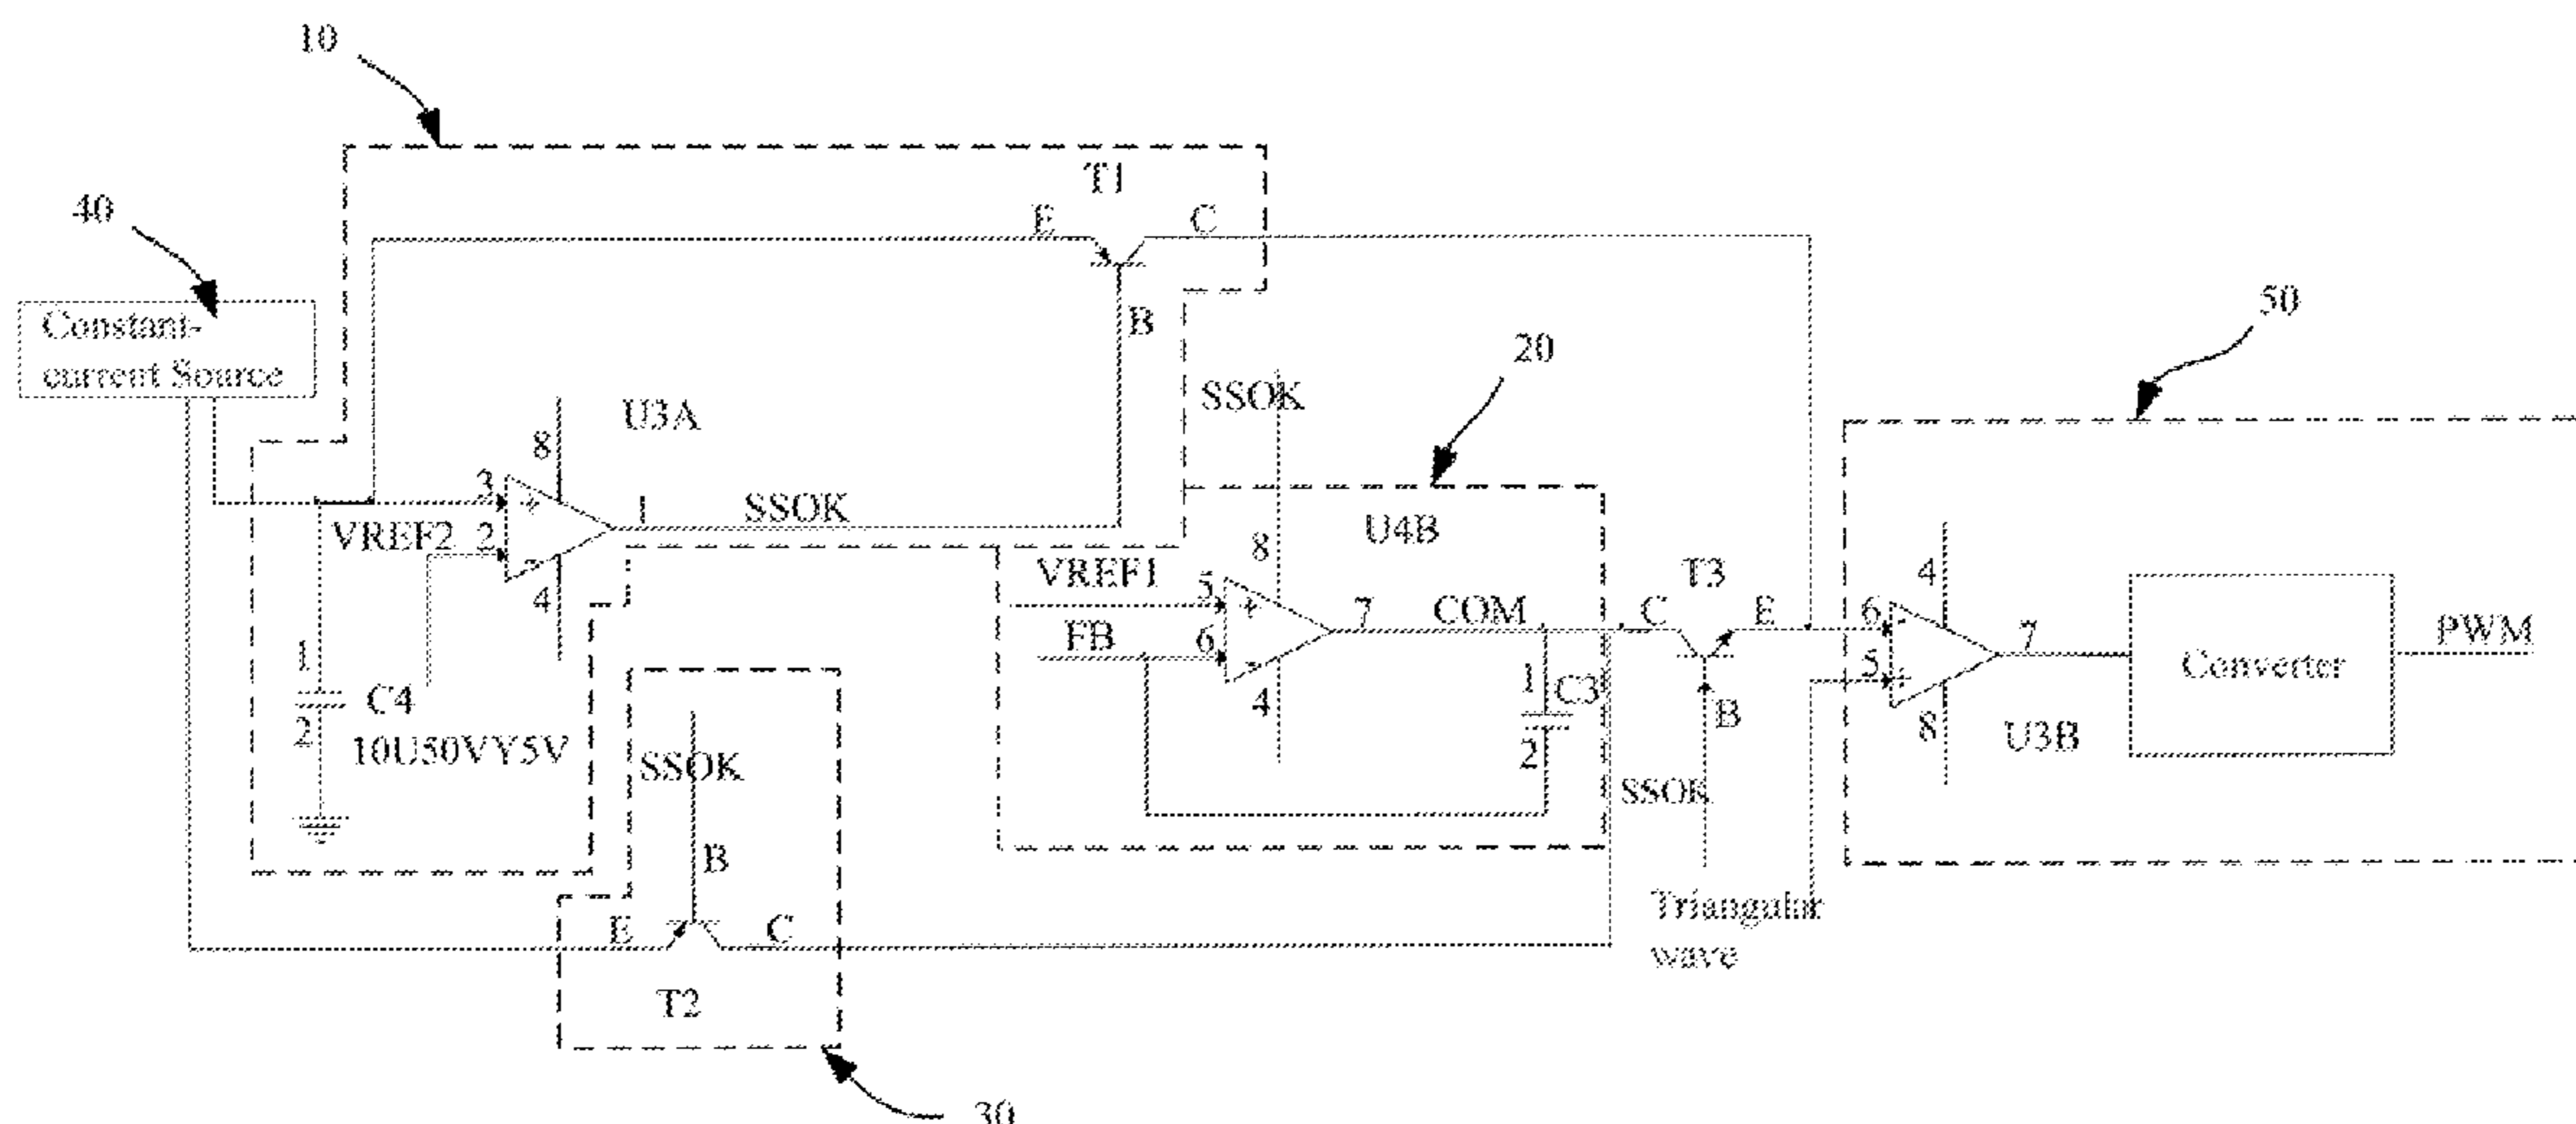 10
T1
40
E
C
Constant-
current Source
B
50
20
SSOK
U3A
8
3
SSOK
VREF2
2
1
U4B
8
4
VREF1
5
T3
4
7
COM
C
E
6
FB
6
7
PWM
5
Converter
1
C4
2
10U50VY5V
4
1
C3
2
B
8
U3B
SSOK
SSOK
B
Triangular
wave
E
C
T2
30